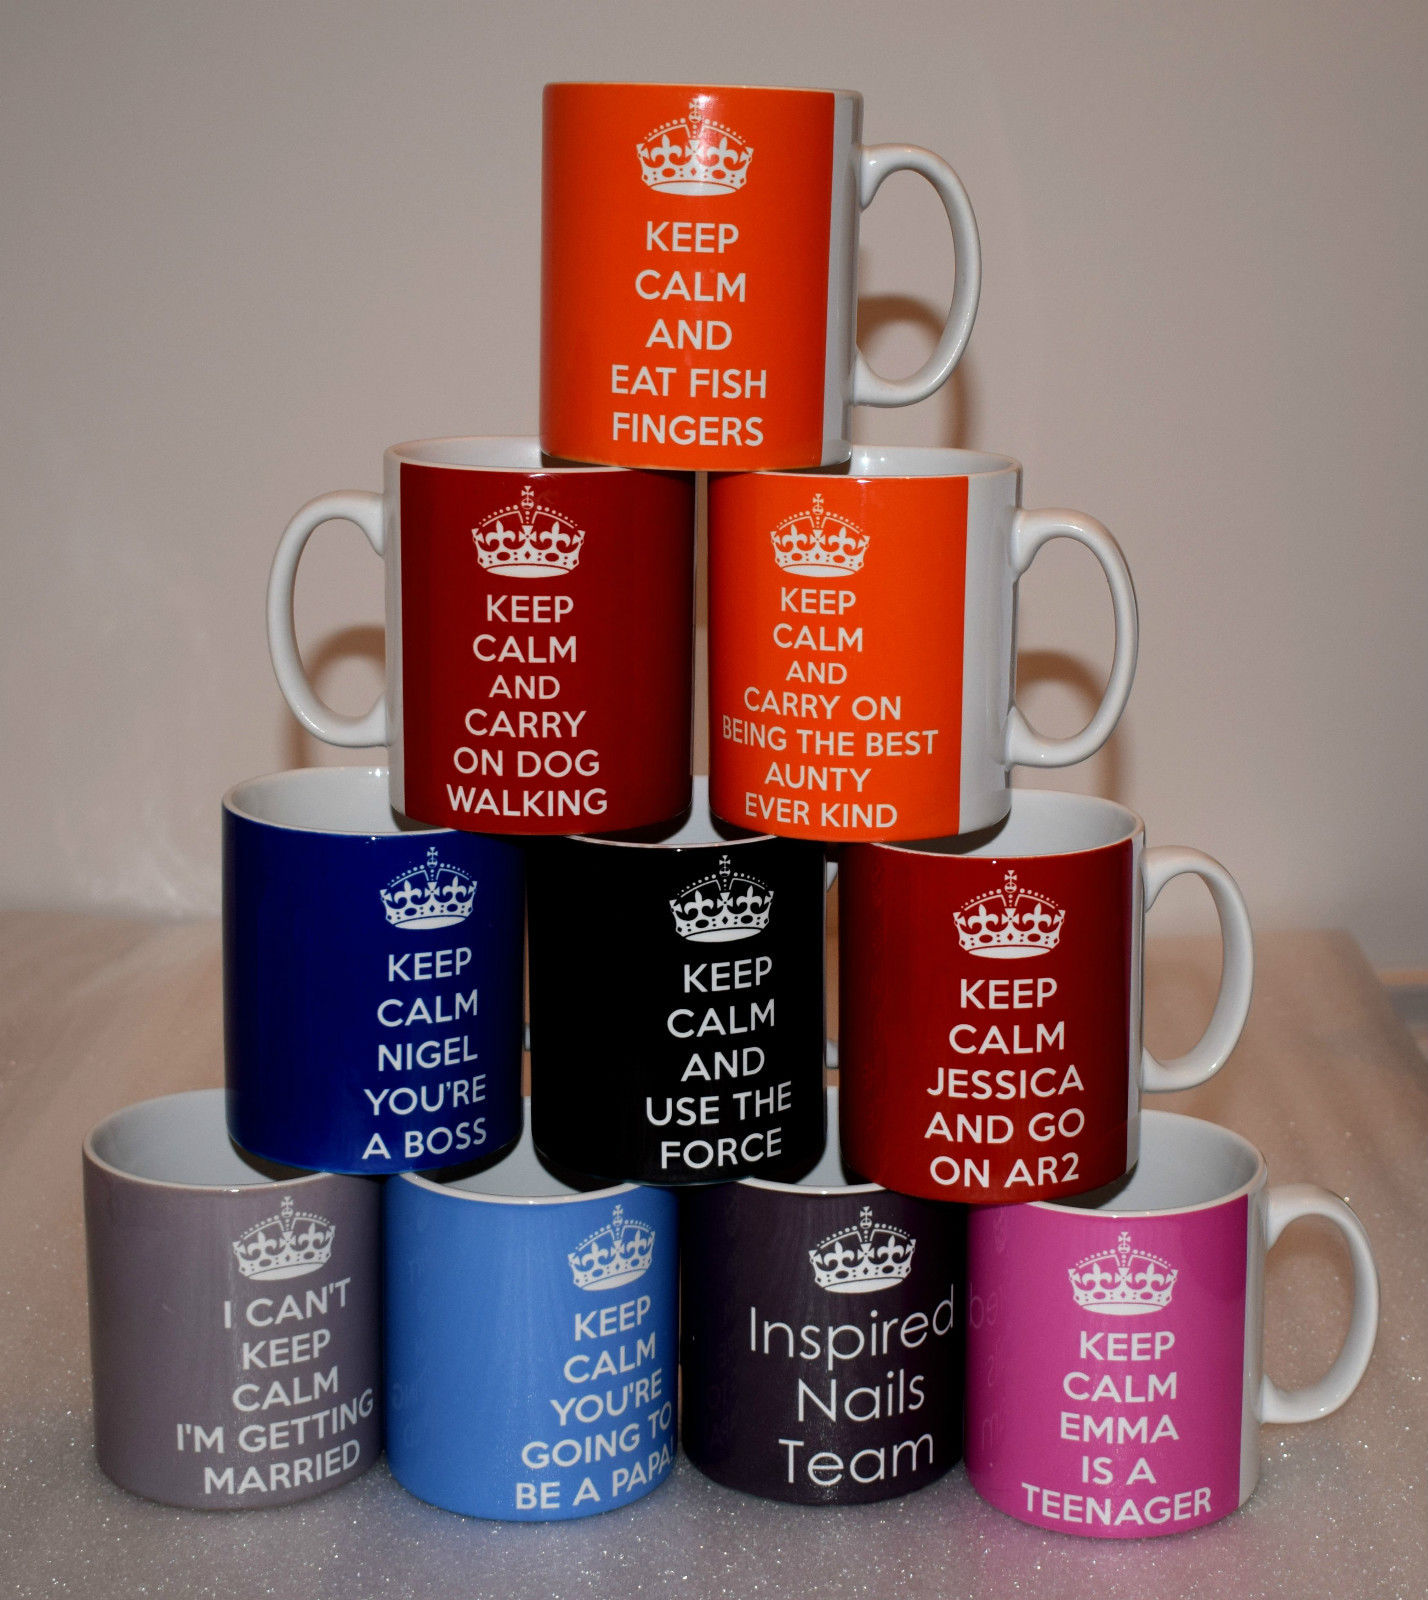 KEEP
CALM
AND
EAT FISH
FINGERS
KEEP
CALM
AND
CARRY
ON DOG
WALKING
KEEP
CALM
AND
CARRY ON
BEING THE BEST
AUNTY
EVER KIND
KEEP
CALM
NIGEL
YOU'RE
A BOSS
KEEP
CALM
AND
USE THE
FORCE
KEEP
CALM
JESSICA
AND GO
ON AR2
I CAN'T
KEEP
CALM
I'M GETTING
MARRIED
KEEP
CALM
YOU'RE
GOING TO
BE A PAPA!
Inspired
Nails
Team
KEEP
CALM
EMMA
IS A
TEENAGER